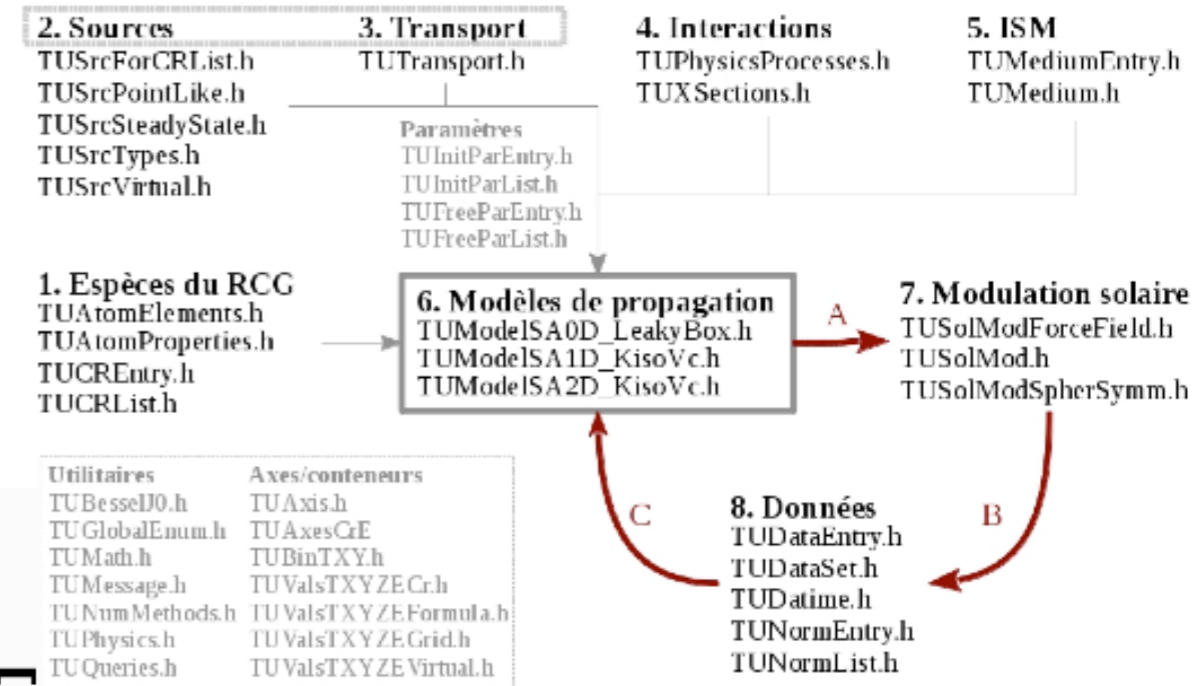 2. Sources
TUSrcForCRList.h
TUSrcPointLike.h
TUSrcSteadyState.h
TUSrcTypes.h
TUSrcVirtual.h
3. Transport
TUTransport.h
Paramètres
TUInitParEntry.h
TUInitParList.h
TUFreeParEntry.h
TUFreeParList.h
4. Interactions
TUPhysicsProcesses.h
TUXSections.h
5. ISM
TUMediumEntry.h
TUMedium.h
1. Espèces du RCG
TUAtomElements.h
TUAtomProperties.h
TUCREntry.h
TUCRList.h
6. Modèles de propagation
TUModelSA0D_LeakyBox.h
TUModelSA1D_KisoVc.h
TUModelSA2D_KisoVc.h
A
7. Modulation solaire
TUSolModForceField.h
TUSolMod.h
TUSolModSpherSymm.h
B
8. Données
TUDataEntry.h
TUDataSet.h
TUDatime.h
TUNormEntry.h
TUNormList.h
C
Utilitaires
TUBesselJ0.h
TUGlobalEnum.h
TUMath.h
TUMessage.h
TUNumMethods.h
TUPhysics.h
TUQueries.h
Axes/conteneurs
TUAxis.h
TUAxesCrE
TUBinTXY.h
TUValsTXYZECr.h
TUValsTXYZEFormula.h
TUValsTXYZEGrid.h
TUValsTXYZEVirtual.h